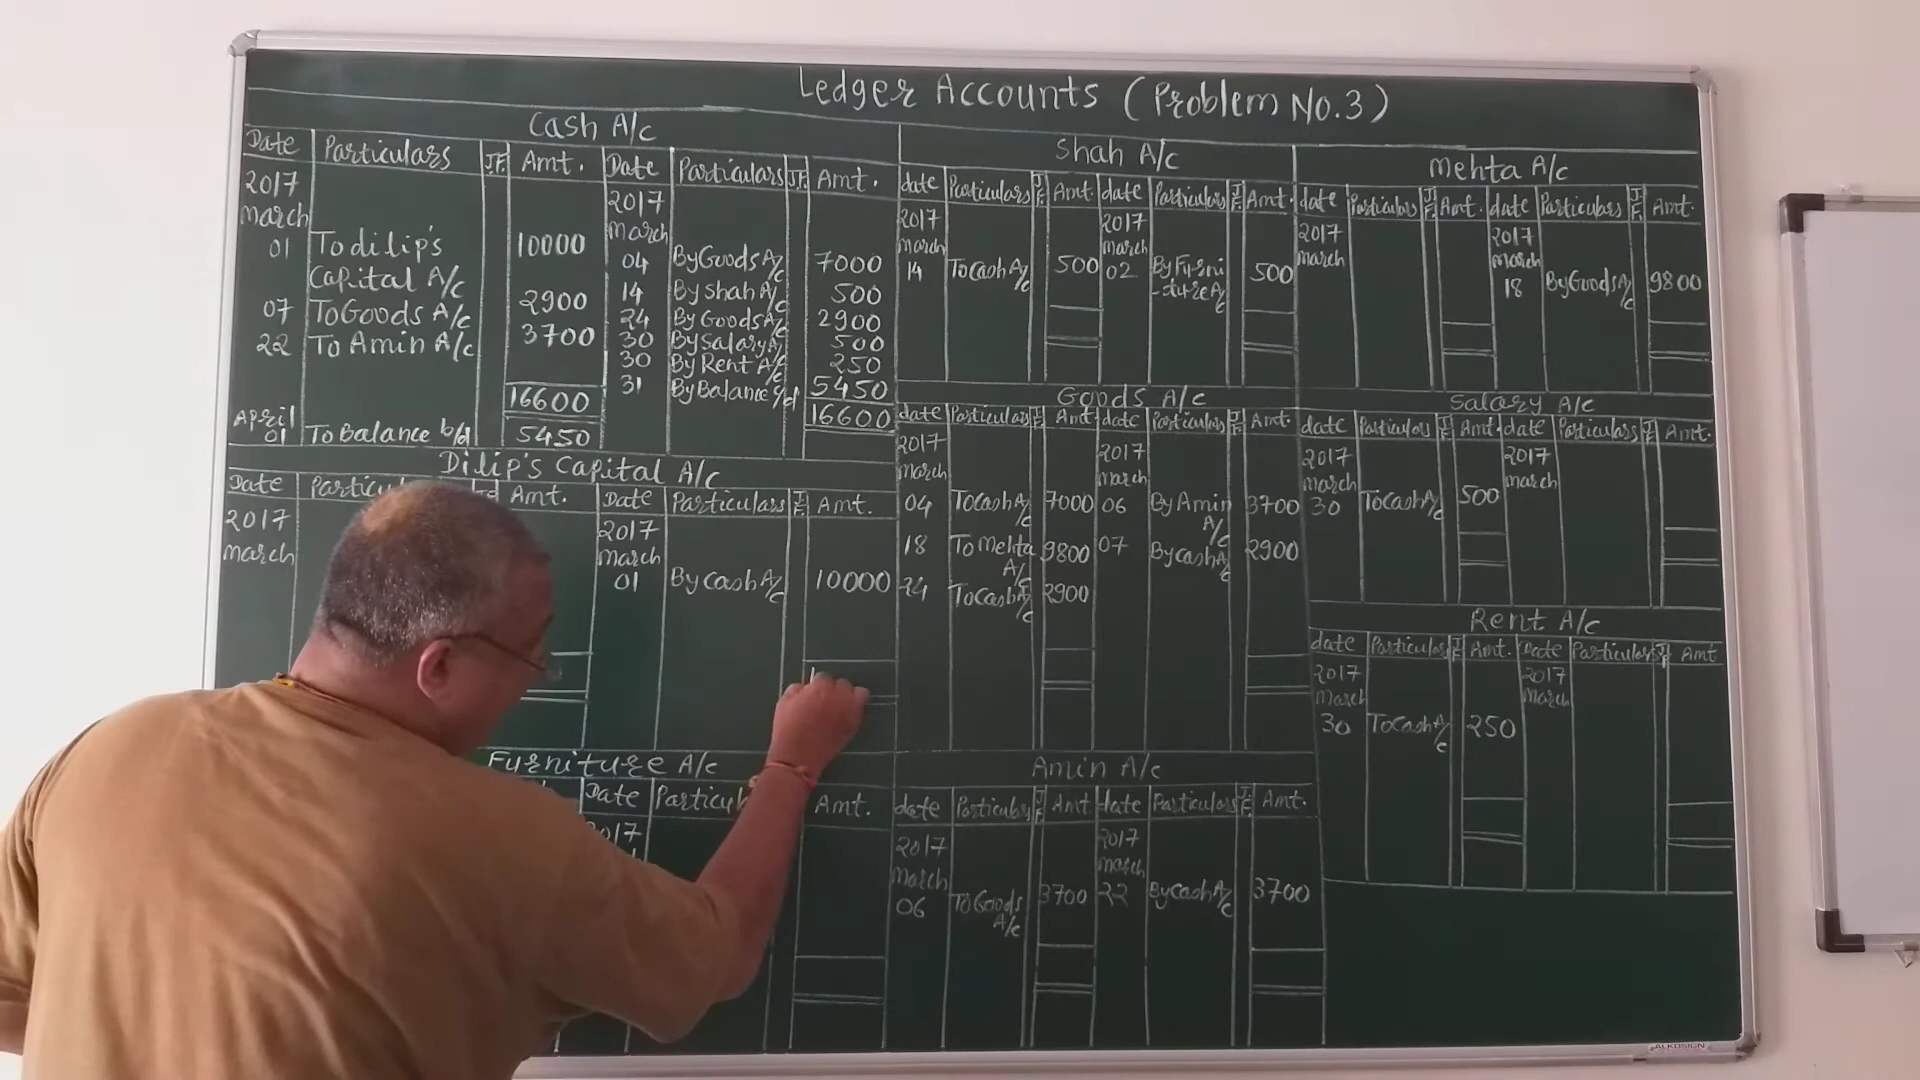 Ledger Accounts (Problem No.3)
Cash A/c
Date Particulars J.F. Amt. Date Particulars J.F. Amt.
2017 2017
March March
01 To dilip's 10000 04 By Goods A/c 7000
Capital A/c 14 By Shah A/c 500
07 To Goods A/c 2900 24 By Goods A/c 2900
22 To Amin A/c 3700 30 By Salary A/c 500
30 By Rent A/c 250
31 By Balance c/d 5450
16600 16600
April
01 To Balance b/d 5450
Dilip's Capital A/c
Date Amt. Date Particulars J.F. Amt.
2017 2017
March March
01 By Cash A/c 10000
Furniture A/c
Date Amt.
Shah A/c
date Particulars J.F. Amt. date Particulars J.F. Amt.
2017 2017
March March
14 To Cash A/c 500 02 By Furni 500
-ture A/c
Goods A/c
date Particulars J.F. Amt. date Particulars J.F. Amt.
2017 2017
March March
04 To Cash A/c 7000 06 By Amin 3700
A/c
18 To Mehta 9800 07 By Cash A/c 2900
A/c
24 To Cash A/c 2900
Amin A/c
date Particulars J.F. Amt date Particulars J.F. Amt.
2017 2017
March March
06 To Goods 3700 22 By Cash A/c 3700
A/c
Mehta A/c
date Particulars J.F. Amt. date Particulars J.F. Amt.
2017 2017
March March
18 By Goods A/c 9800
Salary A/c
date Particulars J.F. Amt. date Particulars J.F. Amt.
2017 2017
March March
30 To Cash A/c 500
Rent A/c
date Particulars J.F. Amt. Date Particulars J.F. Amt
2017 2017
March March
30 To Cash A/c 250
ALKOSIGN